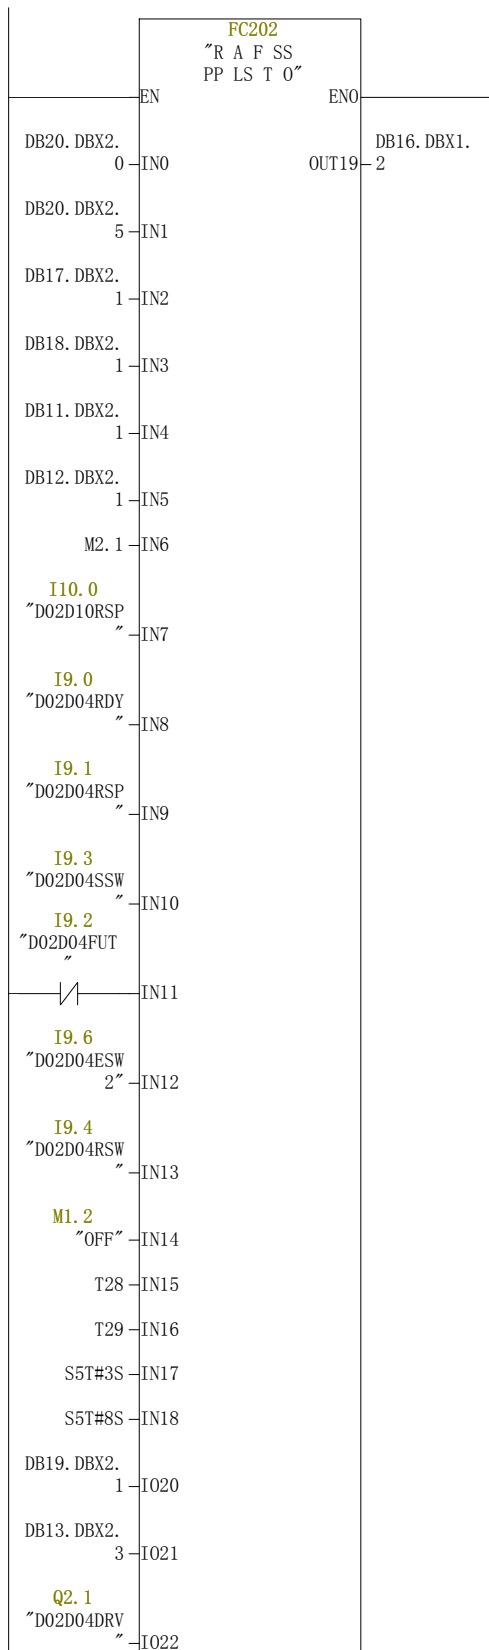 FC202
"R A F SS
PP LS T O"
EN ENO
DB20.DBX2. DB16.DBX1.
0 IN0 OUT19 2
DB20.DBX2.
5 IN1
DB17.DBX2.
1 IN2
DB18.DBX2.
1 IN3
DB11.DBX2.
1 IN4
DB12.DBX2.
1 IN5
M2.1 IN6
I10.0
"D02D10RSP
" IN7
I9.0
"D02D04RDY
" IN8
I9.1
"D02D04RSP
" IN9
I9.3
"D02D04SSW
" IN10
I9.2
"D02D04FUT
"
IN11
I9.6
"D02D04ESW
2" IN12
I9.4
"D02D04RSW
" IN13
M1.2
"OFF" IN14
T28 IN15
T29 IN16
S5T#3S IN17
S5T#8S IN18
DB19.DBX2.
1 IO20
DB13.DBX2.
3 IO21
Q2.1
"D02D04DRV
" IO22